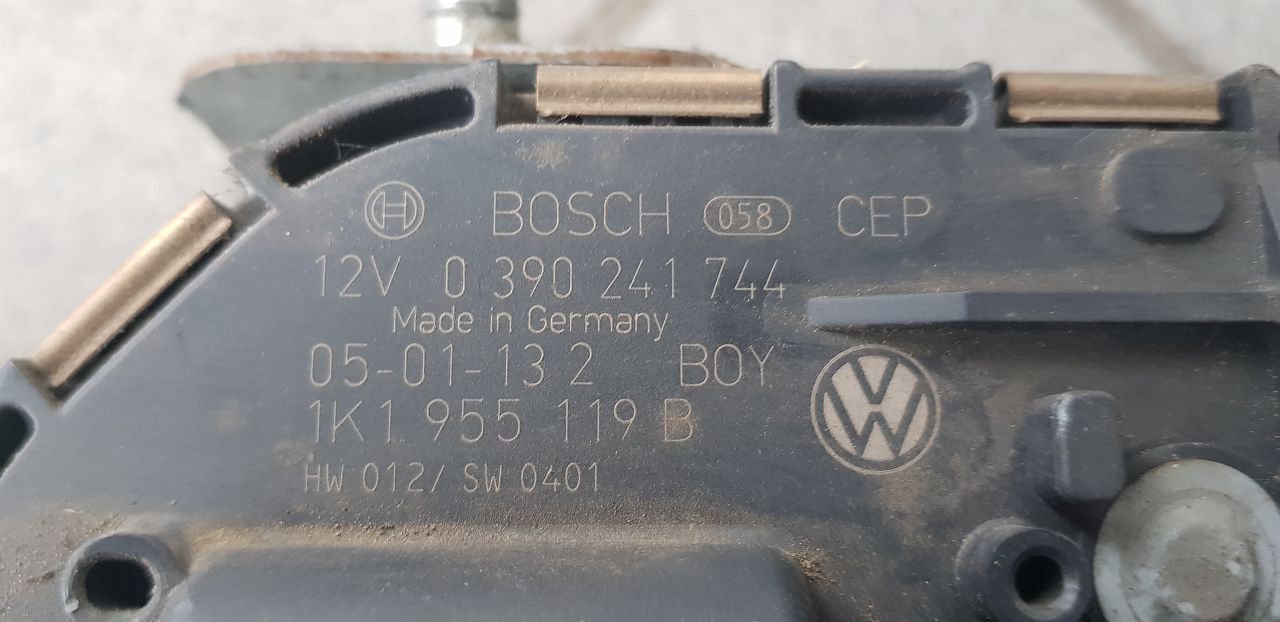 BOSCH 058 CEP
12V 0 390 241 744
Made in Germany
05-01-13 2 BOY
1K1 955 119 B
HW 012/ SW 0401